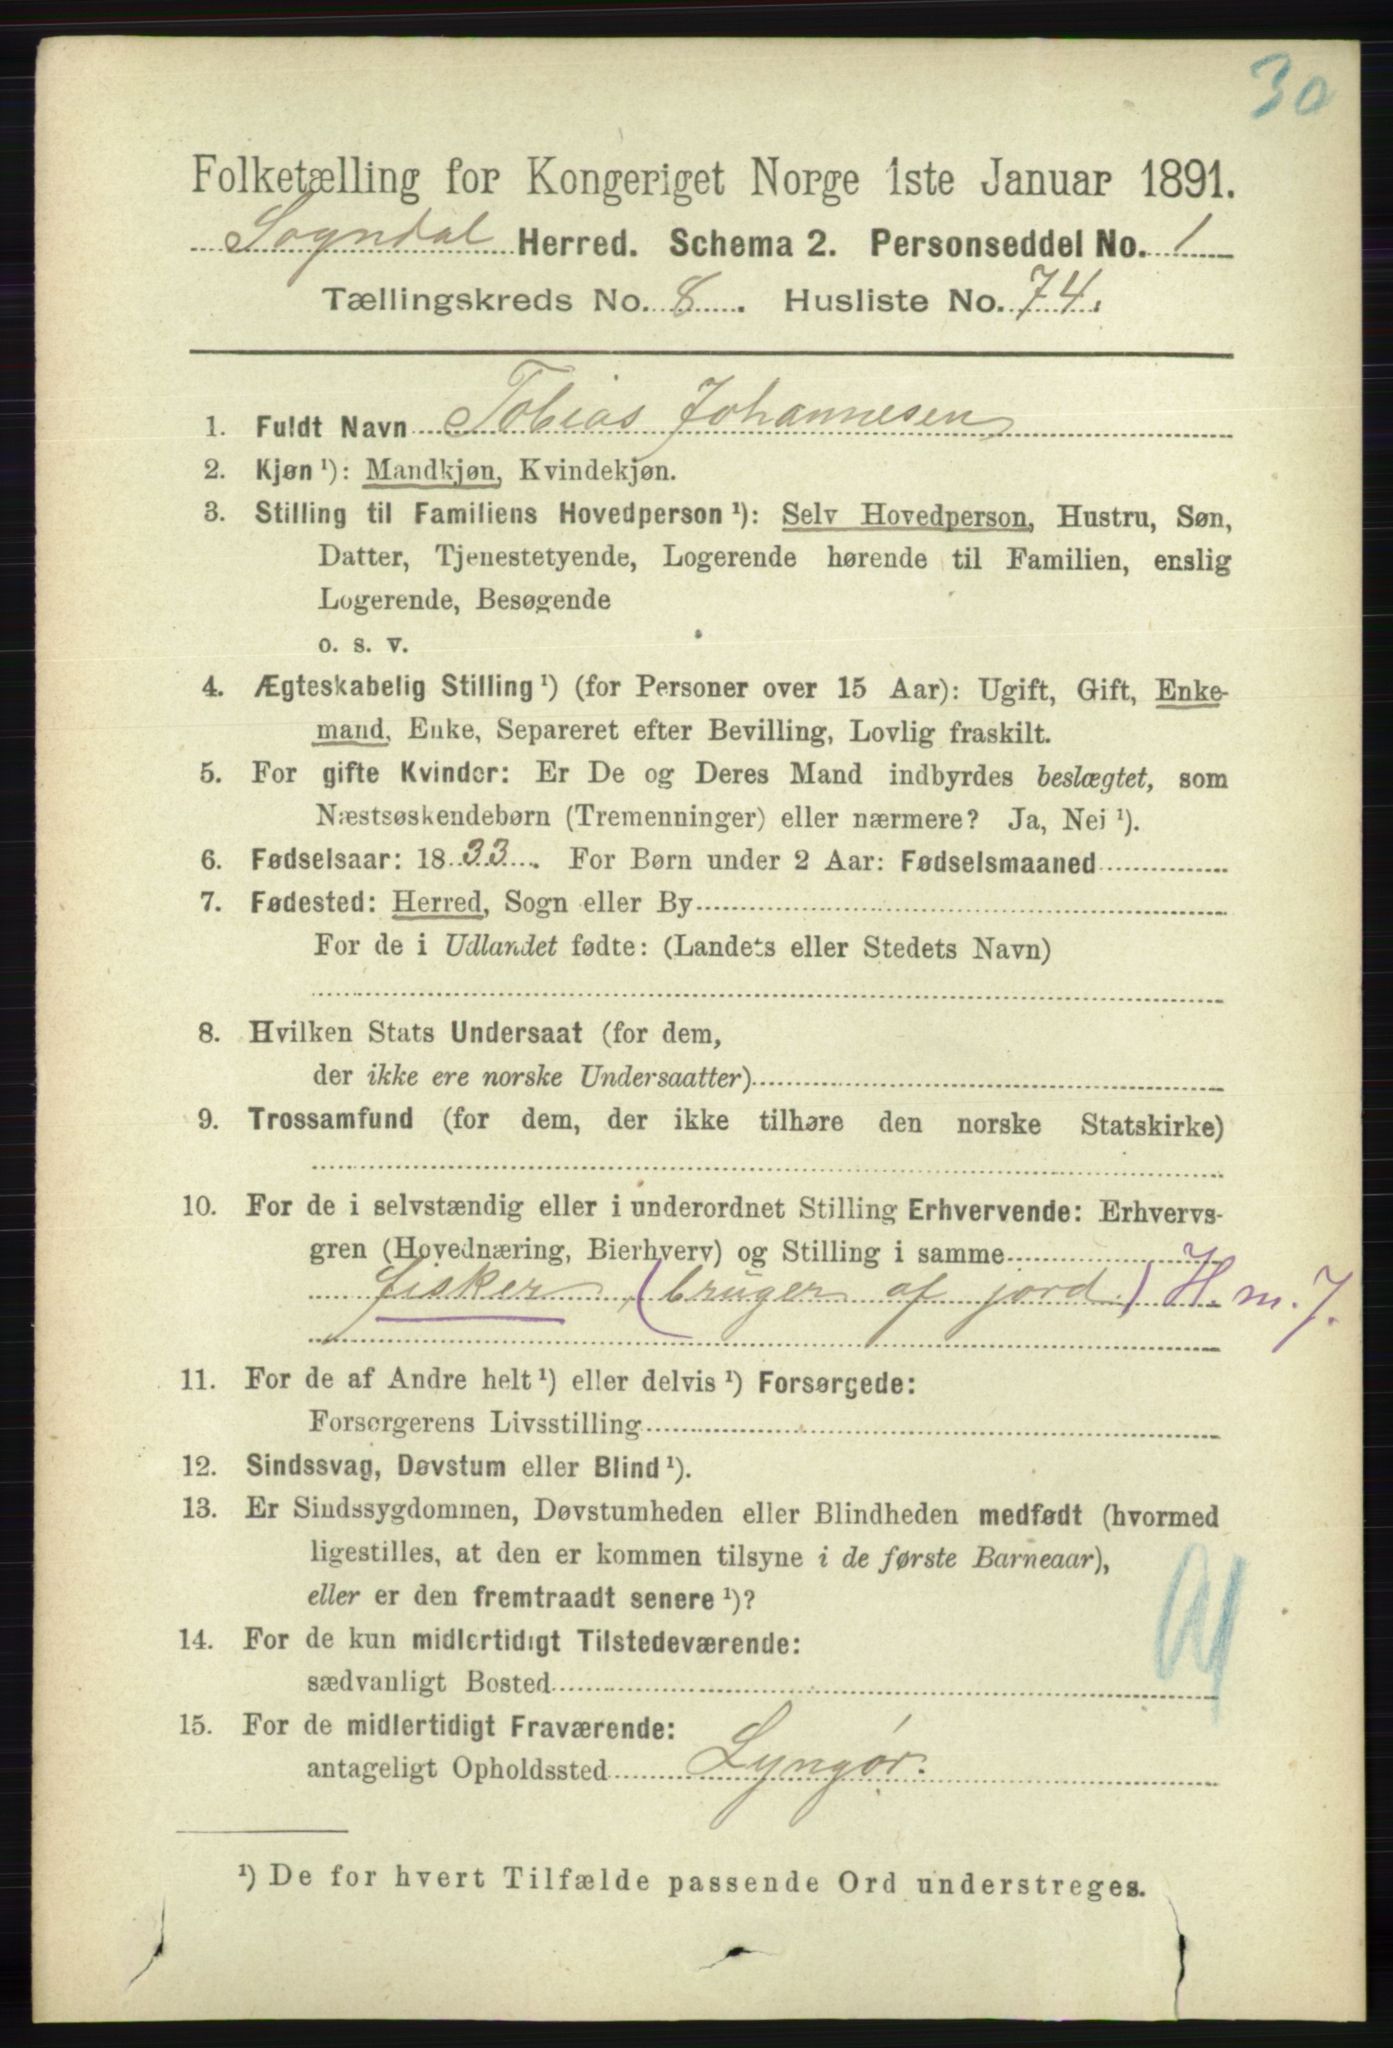 30
Folketælling for Kongeriget Norge 1ste Januar 1891.
Sogndal Herred. Schema 2. Personseddel No. 1
Tællingskreds No. 8. Husliste No. 74.
1. Fuldt Navn Tobias Johannesen
2. Kjøn ¹): Mandkjøn, Kvindekjøn.
3. Stilling til Familiens Hovedperson ¹): Selv Hovedperson, Hustru, Søn,
Datter, Tjenestetyende, Logerende hørende til Familien, enslig
Logerende, Besøgende
o. s. v.
4. Ægteskabelig Stilling ¹) (for Personer over 15 Aar): Ugift, Gift, Enke-
mand, Enke, Separeret efter Bevilling, Lovlig fraskilt.
5. For gifte Kvinder: Er De og Deres Mand indbyrdes beslægtet, som
Næstsøskendebørn (Tremenninger) eller nærmere? Ja, Nei ¹).
6. Fødselsaar: 1833. For Børn under 2 Aar: Fødselsmaaned
7. Fødested: Herred, Sogn eller By
For de i Udlandet fødte: (Landets eller Stedets Navn)
8. Hvilken Stats Undersaat (for dem,
der ikke ere norske Undersaatter)
9. Trossamfund (for dem, der ikke tilhøre den norske Statskirke)
10. For de i selvstændig eller i underordnet Stilling Erhvervende: Erhvervs-
gren (Hovednæring, Bierhverv) og Stilling i samme
fisker, (bruger af jord) H. m. J.
11. For de af Andre helt ¹) eller delvis ¹) Forsørgede:
Forsørgerens Livsstilling
12. Sindssvag, Døvstum eller Blind ¹).
13. Er Sindssygdommen, Døvstumheden eller Blindheden medfødt (hvormed
ligestilles, at den er kommen tilsyne i de første Barneaar),
eller er den fremtraadt senere ¹)?
14. For de kun midlertidigt Tilstedeværende:
sædvanligt Bosted
15. For de midlertidigt Fraværende:
antageligt Opholdssted Lyngør.
¹) De for hvert Tilfælde passende Ord understreges.